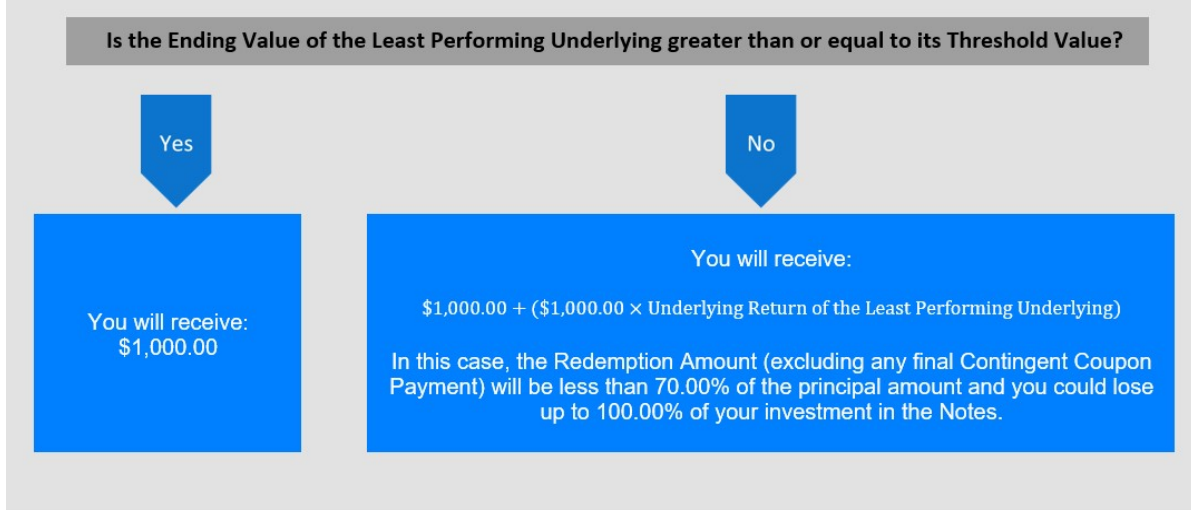 Is the Ending Value of the Least Performing Underlying greater than or equal to its Threshold Value?
Yes
No
You will receive:
$1,000.00
You will receive:
$1,000.00 + ($1,000.00 × Underlying Return of the Least Performing Underlying)
In this case, the Redemption Amount (excluding any final Contingent Coupon
Payment) will be less than 70.00% of the principal amount and you could lose
up to 100.00% of your investment in the Notes.